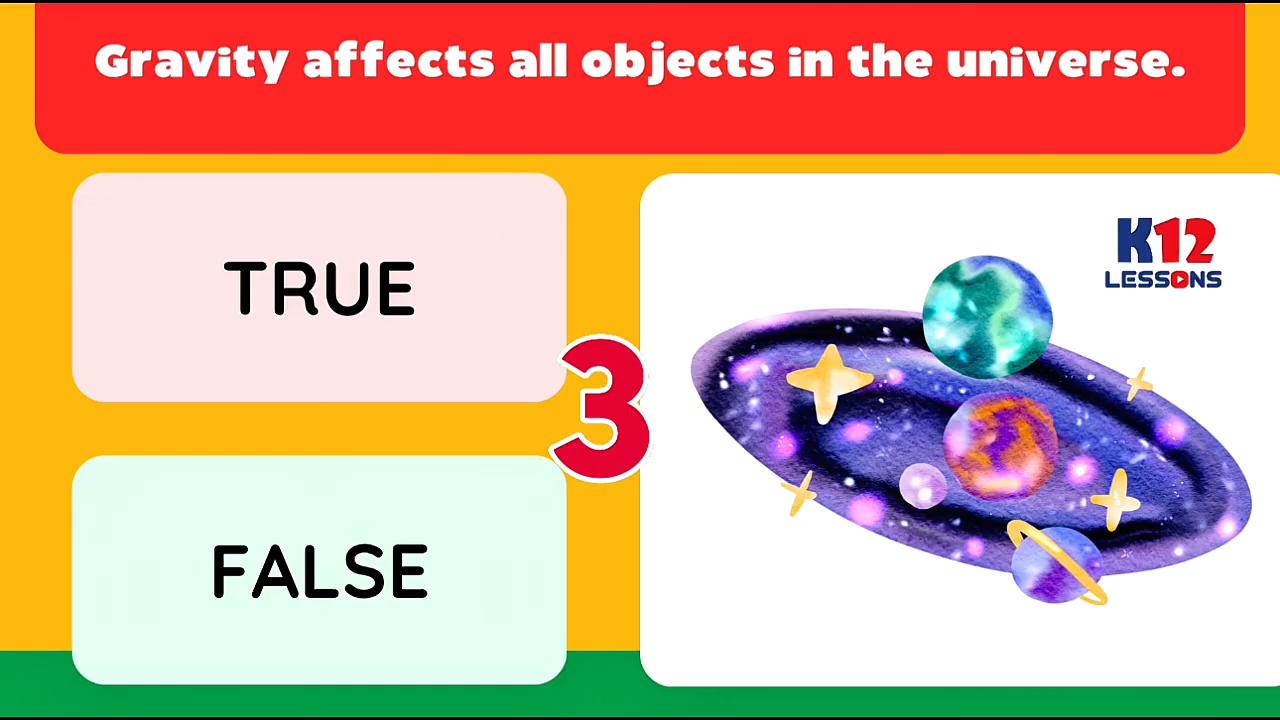 Gravity affects all objects in the universe.
TRUE
K12
LESSONS
3
FALSE